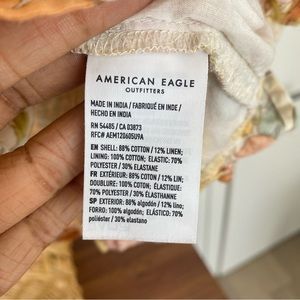 AMERICAN EAGLE
OUTFITTERS
MADE IN INDIA / FABRIQUÉ EN INDE /
HECHO EN INDIA
RN 54485 / CA 03873
RFC# AEM120605U9A
EN SHELL: 88% COTTON / 12% LINEN;
LINING: 100% COTTON; ELASTIC: 70%
POLYESTER / 30% ELASTANE
FR EXTÉRIEUR: 88% COTON / 12% LIN;
DOUBLURE: 100% COTON; ÉLASTIQUE:
70% POLYESTER / 30% ÉLASTHANNE
SP EXTERIOR: 88% algodón / 12% lino;
FORRO: 100% algodón; ELÁSTICO: 70%
poliéster / 30% elastano